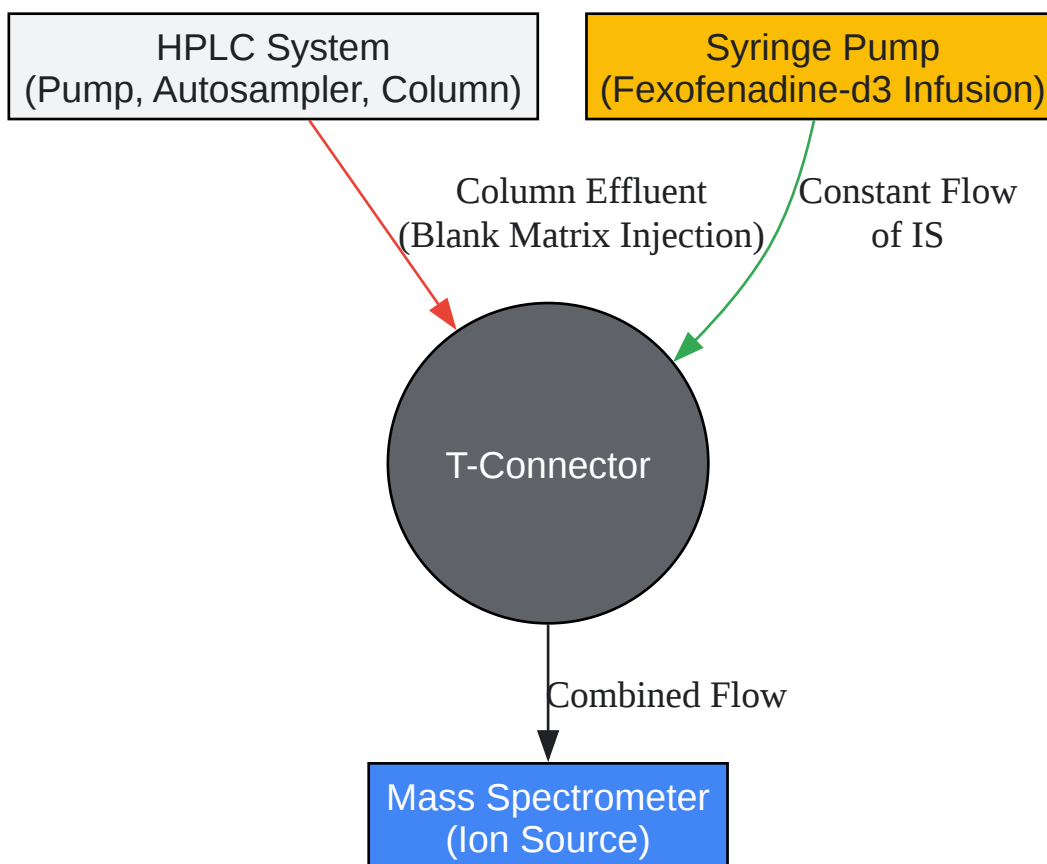 HPLC System
(Pump, Autosampler, Column)
Syringe Pump
(Fexofenadine-d3 Infusion)
Column Effluent
(Blank Matrix Injection)
Constant Flow
of IS
T-Connector
Combined Flow
Mass Spectrometer
(Ion Source)